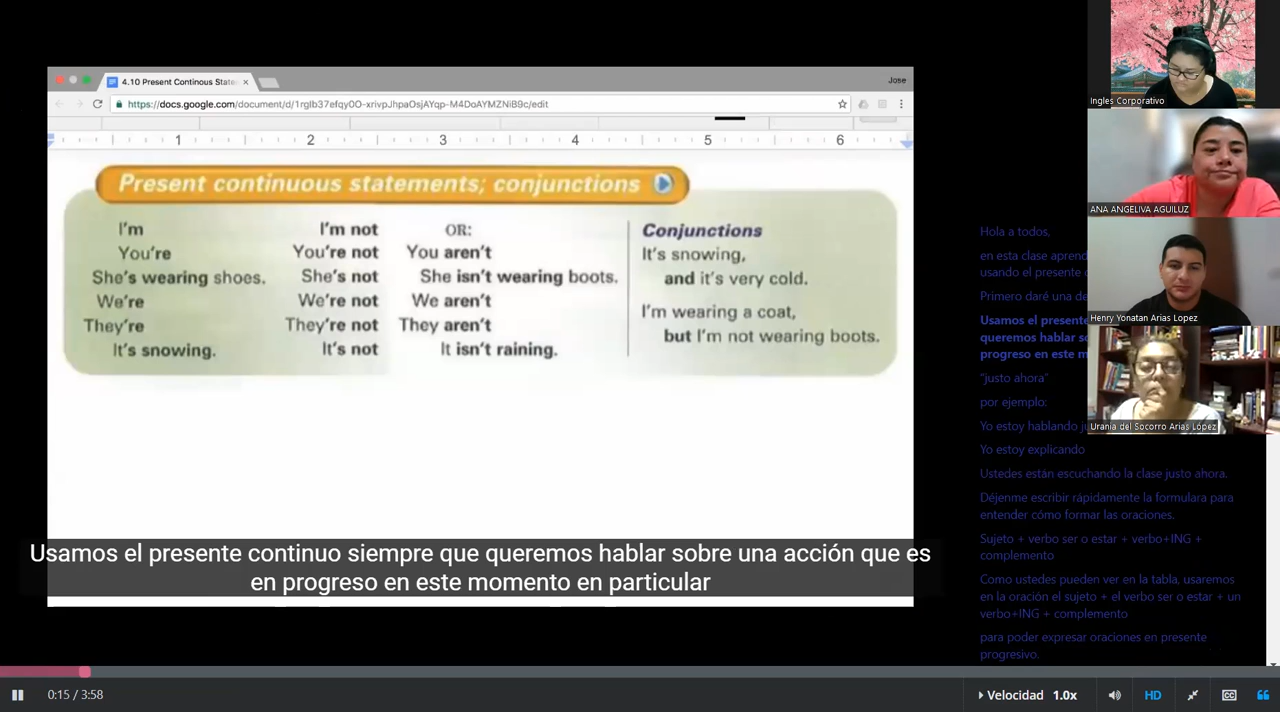 4.10 Present Continous State
Jose
https://docs.google.com/document/d/1rglb37efqy0O-xrivpJhpaOsjAYqp-M4DoAYMZNiB9c/edit
1 2 3 4 5 6
Present continuous statements; conjunctions
I'm I'm not OR: Conjunctions
You're You're not You aren't It's snowing,
She's wearing shoes. She's not She isn't wearing boots. and it's very cold.
We're We're not We aren't I'm wearing a coat,
They're They're not They aren't but I'm not wearing boots.
It's snowing. It's not It isn't raining.
Usamos el presente continuo siempre que queremos hablar sobre una acción que es
en progreso en este momento en particular
Ingles Corporativo
ANA ANGELIVA AGUILUZ
Henry Yonatan Arias Lopez
Urania del Socorro Arias López
Hola a todos,
en esta clase aprend
usando el presente
Primero daré una de
Usamos el present
queremos hablar s
progreso en este m
"justo ahora"
por ejemplo:
Yo estoy hablando
Yo estoy explicando
Ustedes están escuchando la clase justo ahora.
Déjenme escribir rápidamente la formulara para
entender cómo formar las oraciones.
Sujeto + verbo ser o estar + verbo+ING +
complemento
Como ustedes pueden ver en la tabla, usaremos
en la oración el sujeto + el verbo ser o estar + un
verbo+ING + complemento
para poder expresar oraciones en presente
progresivo.
0:15 / 3:58
Velocidad 1.0x
HD
CC